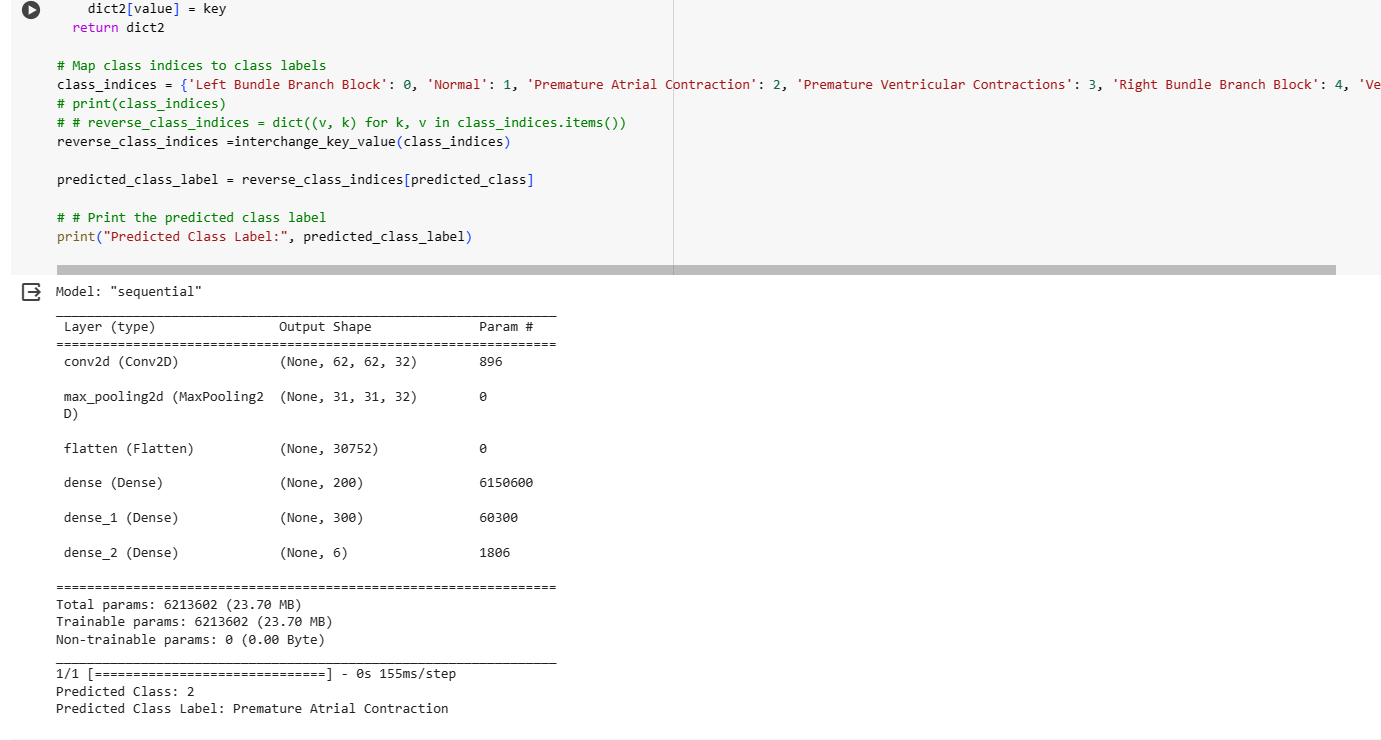 dict2[value] = key
return dict2
# Map class indices to class labels
class_indices = {'Left Bundle Branch Block': 0, 'Normal': 1, 'Premature Atrial Contraction': 2, 'Premature Ventricular Contractions': 3, 'Right Bundle Branch Block': 4, 'Ve
# print(class_indices)
# # reverse_class_indices = dict((v, k) for k, v in class_indices.items())
reverse_class_indices =interchange_key_value(class_indices)
predicted_class_label = reverse_class_indices[predicted_class]
# # Print the predicted class label
print("Predicted Class Label:", predicted_class_label)
Model: "sequential"
_________________________________________________________________
Layer (type) Output Shape Param #
=================================================================
conv2d (Conv2D) (None, 62, 62, 32) 896
max_pooling2d (MaxPooling2 (None, 31, 31, 32) 0
D)
flatten (Flatten) (None, 30752) 0
dense (Dense) (None, 200) 6150600
dense_1 (Dense) (None, 300) 60300
dense_2 (Dense) (None, 6) 1806
=================================================================
Total params: 6213602 (23.70 MB)
Trainable params: 6213602 (23.70 MB)
Non-trainable params: 0 (0.00 Byte)
_________________________________________________________________
1/1 [==============================] - 0s 155ms/step
Predicted Class: 2
Predicted Class Label: Premature Atrial Contraction